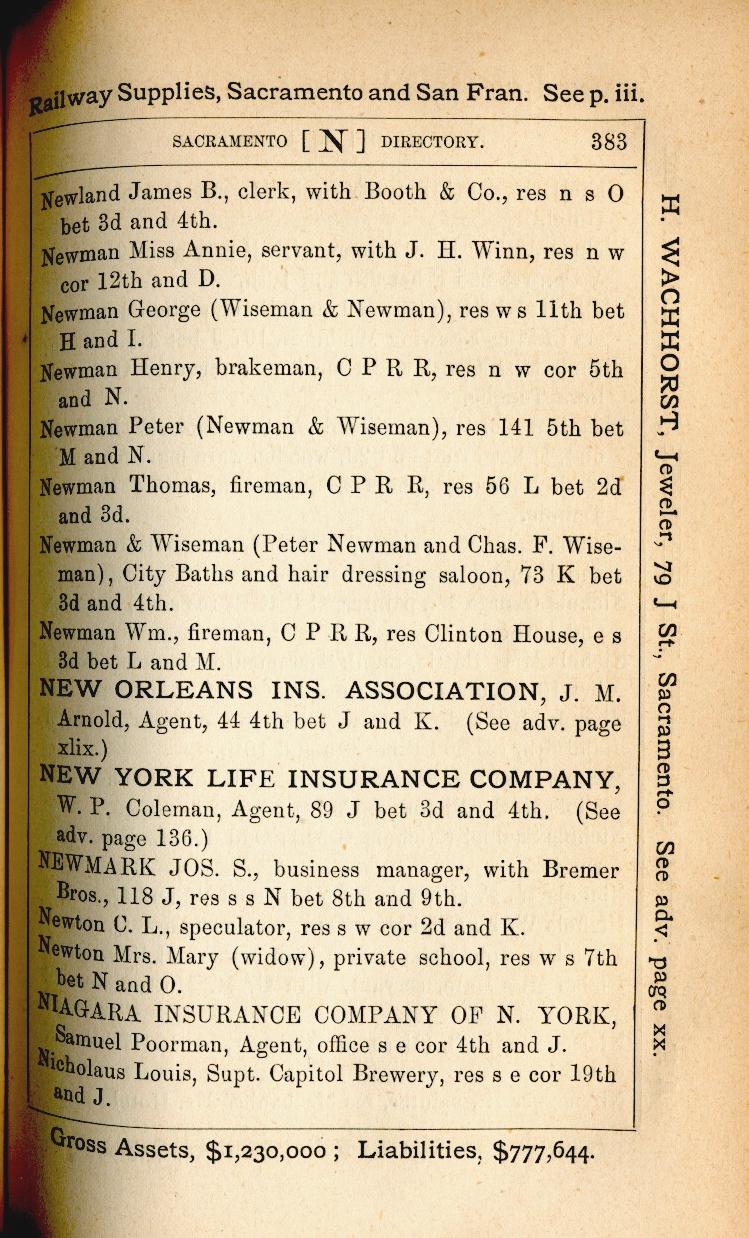 Railway Supplies, Sacramento and San Fran. See p. iii.
SACRAMENTO [ N ] DIRECTORY. 383
Newland James B., clerk, with Booth & Co., res n s O
bet 3d and 4th.
Newman Miss Annie, servant, with J. H. Winn, res n w
cor 12th and D.
Newman George (Wiseman & Newman), res w s 11th bet
H and I.
Newman Henry, brakeman, C P R R, res n w cor 5th
and N.
Newman Peter (Newman & Wiseman), res 141 5th bet
M and N.
Newman Thomas, fireman, C P R R, res 56 L bet 2d
and 3d.
Newman & Wiseman (Peter Newman and Chas. F. Wise-
man), City Baths and hair dressing saloon, 73 K bet
3d and 4th.
Newman Wm., fireman, C P R R, res Clinton House, e s
3d bet L and M.
NEW ORLEANS INS. ASSOCIATION, J. M.
Arnold, Agent, 44 4th bet J and K. (See adv. page
xlix.)
NEW YORK LIFE INSURANCE COMPANY,
W. P. Coleman, Agent, 89 J bet 3d and 4th. (See
adv. page 136.)
NEWMARK JOS. S., business manager, with Bremer
Bros., 118 J, res s s N bet 8th and 9th.
Newton C. L., speculator, res s w cor 2d and K.
Newton Mrs. Mary (widow), private school, res w s 7th
bet N and O.
NIAGARA INSURANCE COMPANY OF N. YORK,
Samuel Poorman, Agent, office s e cor 4th and J.
Nicholaus Louis, Supt. Capitol Brewery, res s e cor 19th
and J.
Gross Assets, $1,230,000 ; Liabilities, $777,644.
H. WACHHORST, Jeweler, 79 J St., Sacramento. See adv. page xx.